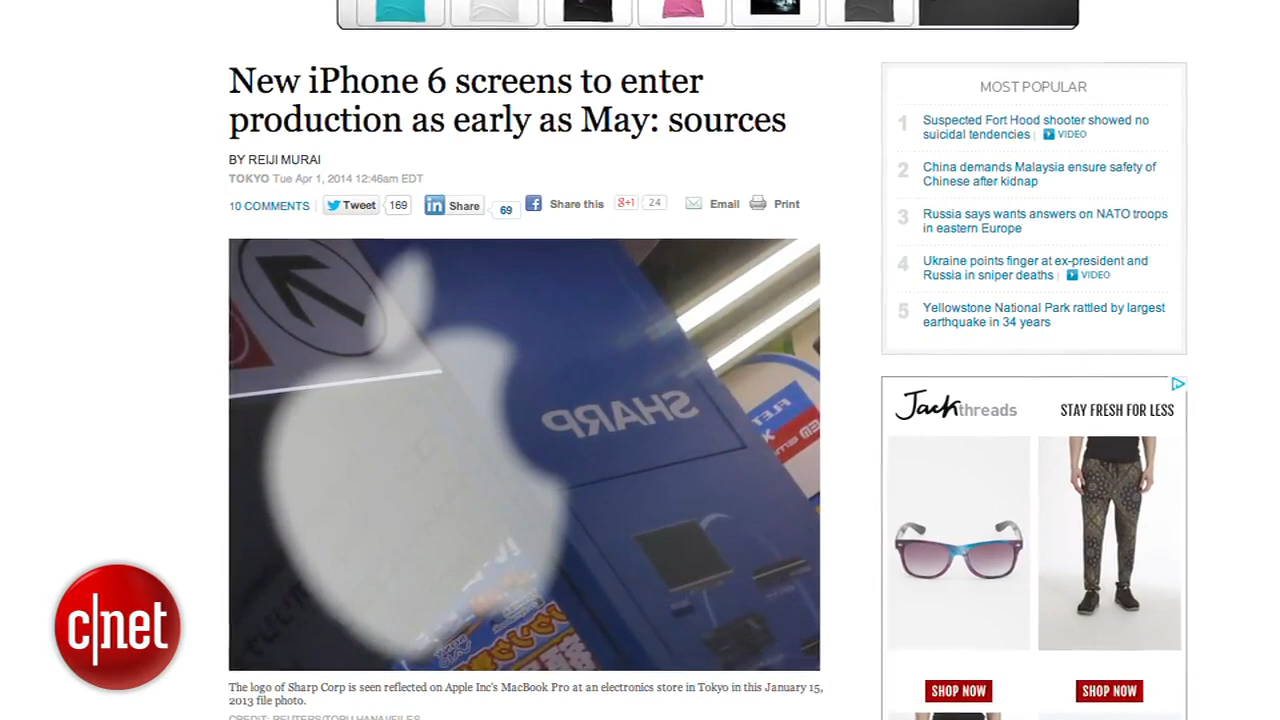 New iPhone 6 screens to enter
production as early as May: sources
BY REIJI MURAI
TOKYO Tue Apr 1, 2014 12:46am EDT
10 COMMENTS
Tweet
169
in
Share
69
Share this
g+1
24
Email
Print
SHARP
The logo of Sharp Corp is seen reflected on Apple Inc's MacBook Pro at an electronics store in Tokyo in this January 15,
2013 file photo.
MOST POPULAR
1 Suspected Fort Hood shooter showed no
suicidal tendencies | VIDEO
2 China demands Malaysia ensure safety of
Chinese after kidnap
3 Russia says wants answers on NATO troops
in eastern Europe
4 Ukraine points finger at ex-president and
Russia in sniper deaths | VIDEO
5 Yellowstone National Park rattled by largest
earthquake in 34 years
Jackthreads
STAY FRESH FOR LESS
SHOP NOW
SHOP NOW
c|net